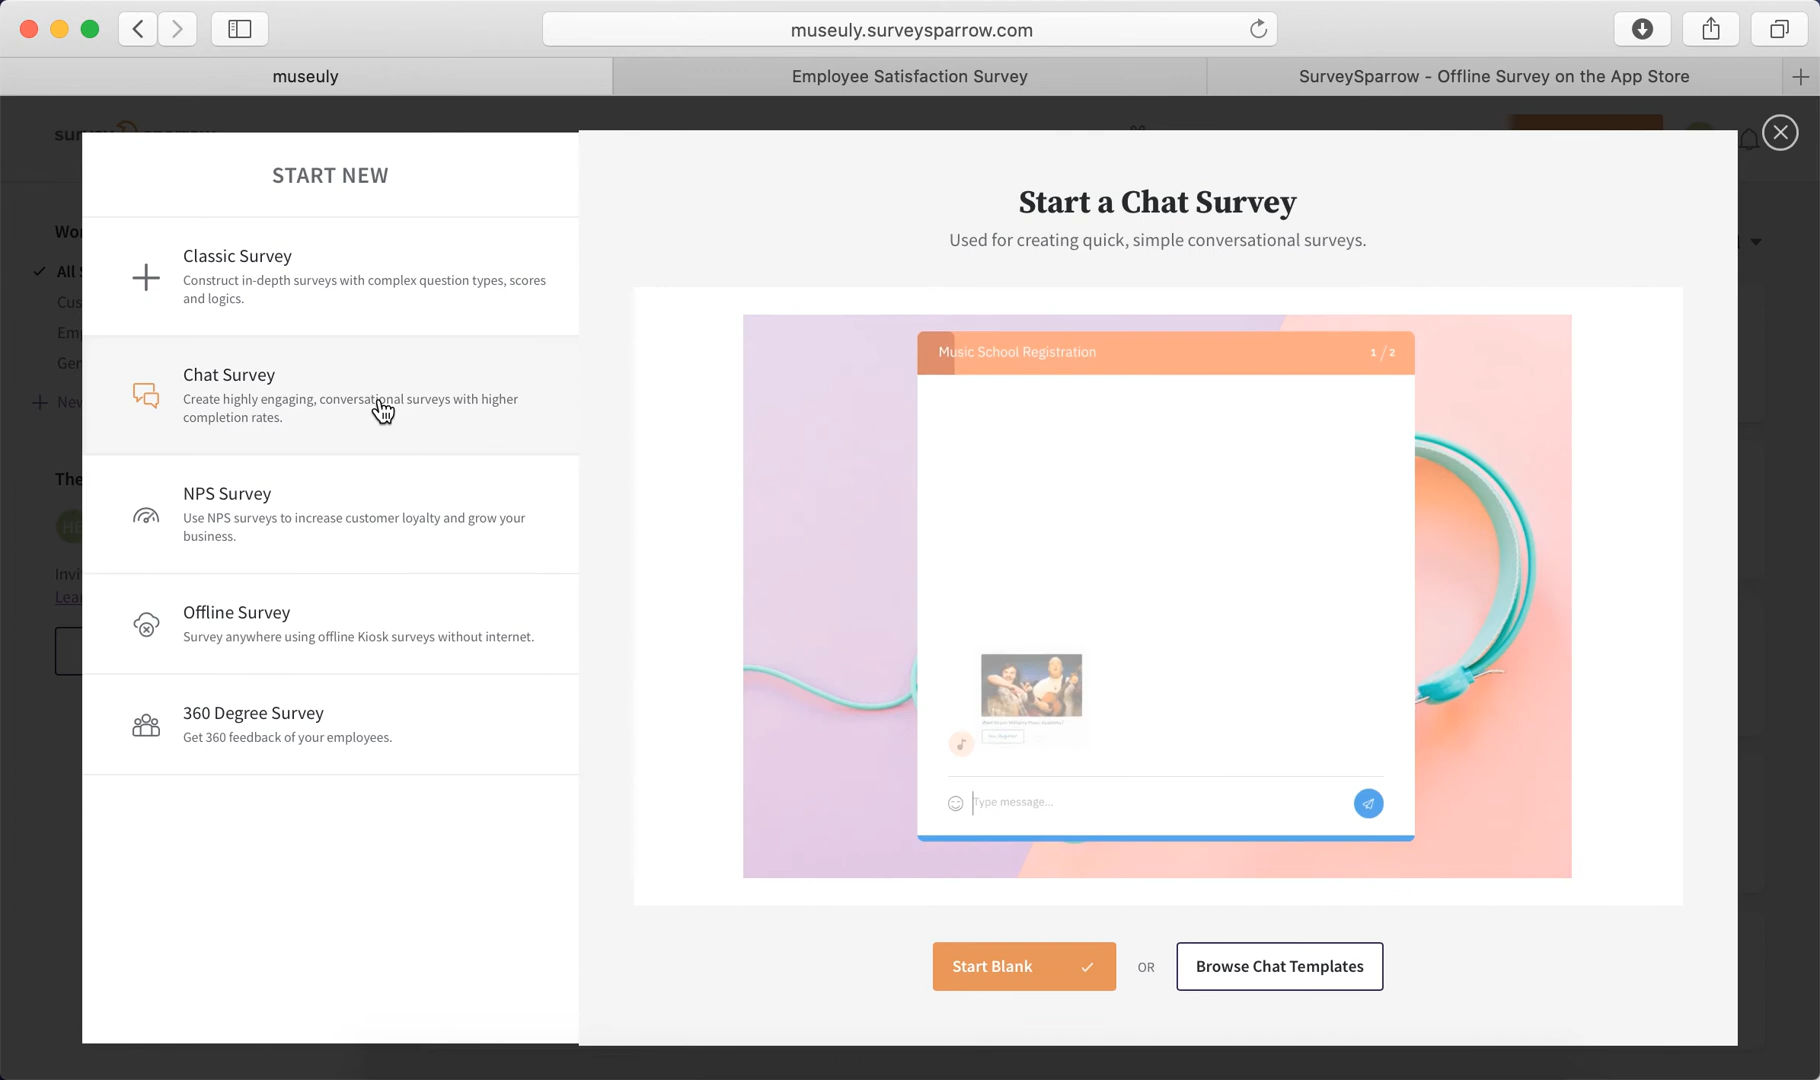 museuly.surveysparrow.com
museuly
Employee Satisfaction Survey
SurveySparrow - Offline Survey on the App Store
START NEW
Classic Survey
Construct in-depth surveys with complex question types, scores
and logics.
Chat Survey
Create highly engaging, conversational surveys with higher
completion rates.
NPS Survey
Use NPS surveys to increase customer loyalty and grow your
business.
Offline Survey
Survey anywhere using offline Kiosk surveys without internet.
360 Degree Survey
Get 360 feedback of your employees.
Start a Chat Survey
Used for creating quick, simple conversational surveys.
Music School Registration
1 / 2
Type message...
Start Blank
OR
Browse Chat Templates
All
HE